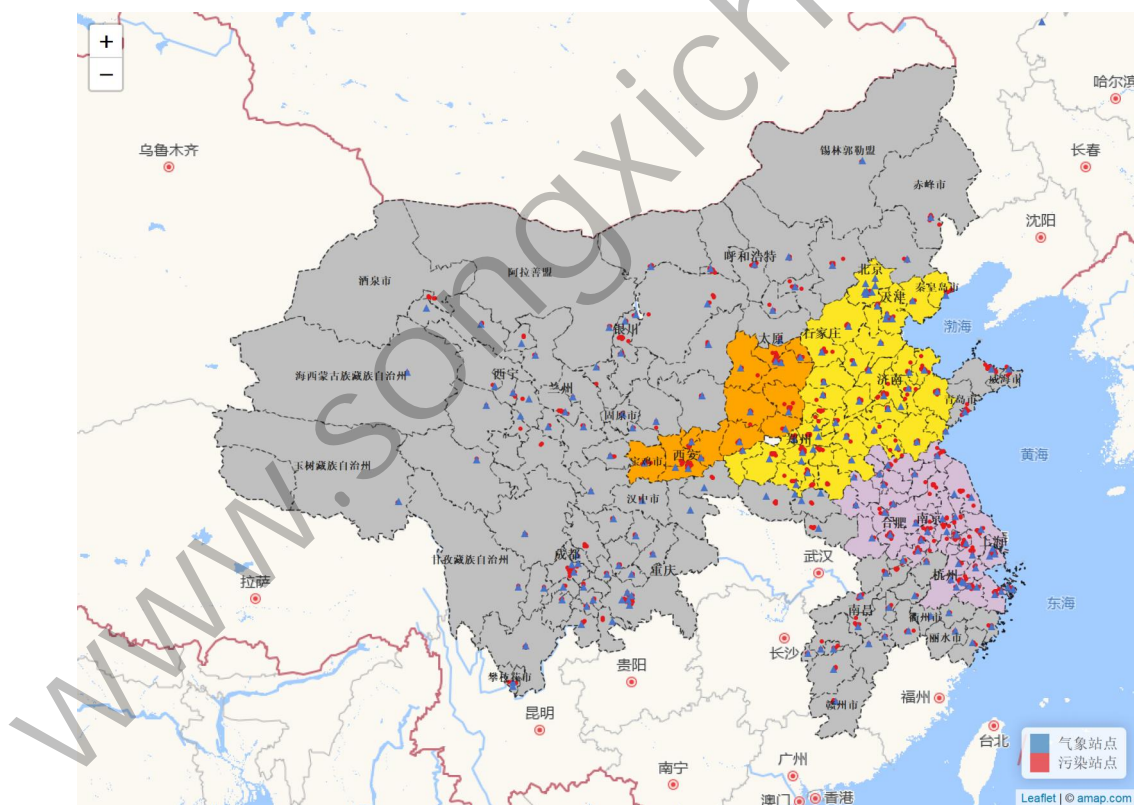 +
−
哈尔滨
乌鲁木齐
锡林郭勒盟
长春
赤峰市
沈阳
呼和浩特
阿拉善盟
北京
酒泉市
天津
秦皇岛市
渤海
银川
太原
石家庄
海西蒙古族藏族自治州
西宁
济南
威海市
兰州
青岛市
固原市
郑州
黄海
玉树藏族自治州
宝鸡市
西安
汉中市
合肥
南京
上海
甘孜藏族自治州
成都
武汉
重庆
杭州
拉萨
东海
南昌
衢州市
丽水市
长沙
贵阳
攀枝花市
福州
赣州市
昆明
台北
气象站点
广州
污染站点
南宁
澳门
香港
Leaflet | © amap.com
www.songxich